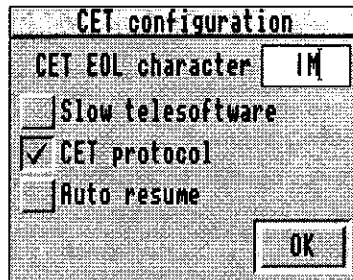 CET configuration
CET EOL character |M
Slow telesoftware
CET protocol
Auto resume
OK